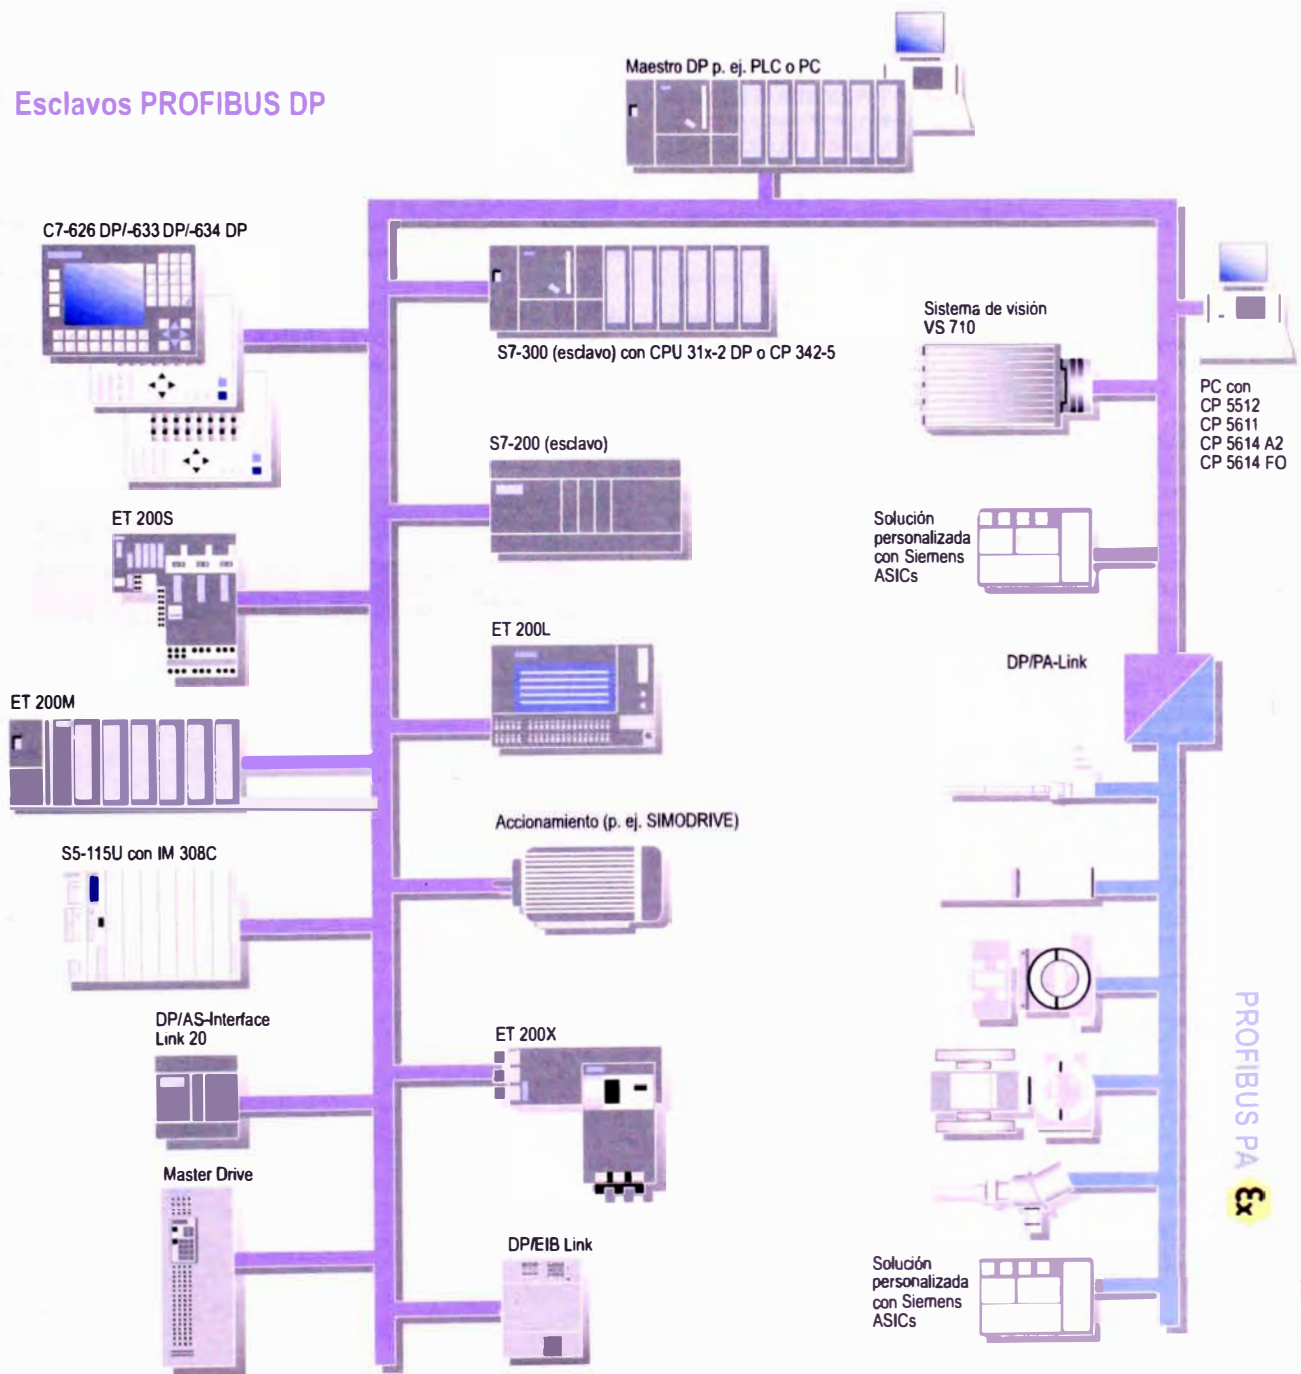 Maestro DP p. ej. PLC o PC
Esclavos PROFIBUS DP
C7-626 DP/-633 DP/-634 DP
S7-300 (esclavo) con CPU 31x-2 DP o CP 342-5
Sistema de visión
VS 710
PC con
CP 5512
CP 5611
CP 5614 A2
CP 5614 FO
S7-200 (esclavo)
ET 200S
Solución
personalizada
con Siemens
ASICs
ET 200L
DP/PA-Link
ET 200M
Accionamiento (p. ej. SIMODRIVE)
S5-115U con IM 308C
DP/AS-Interface
Link 20
ET 200X
PROFIBUS PA
Ex
Master Drive
DP/EIB Link
Solución
personalizada
con Siemens
ASICs